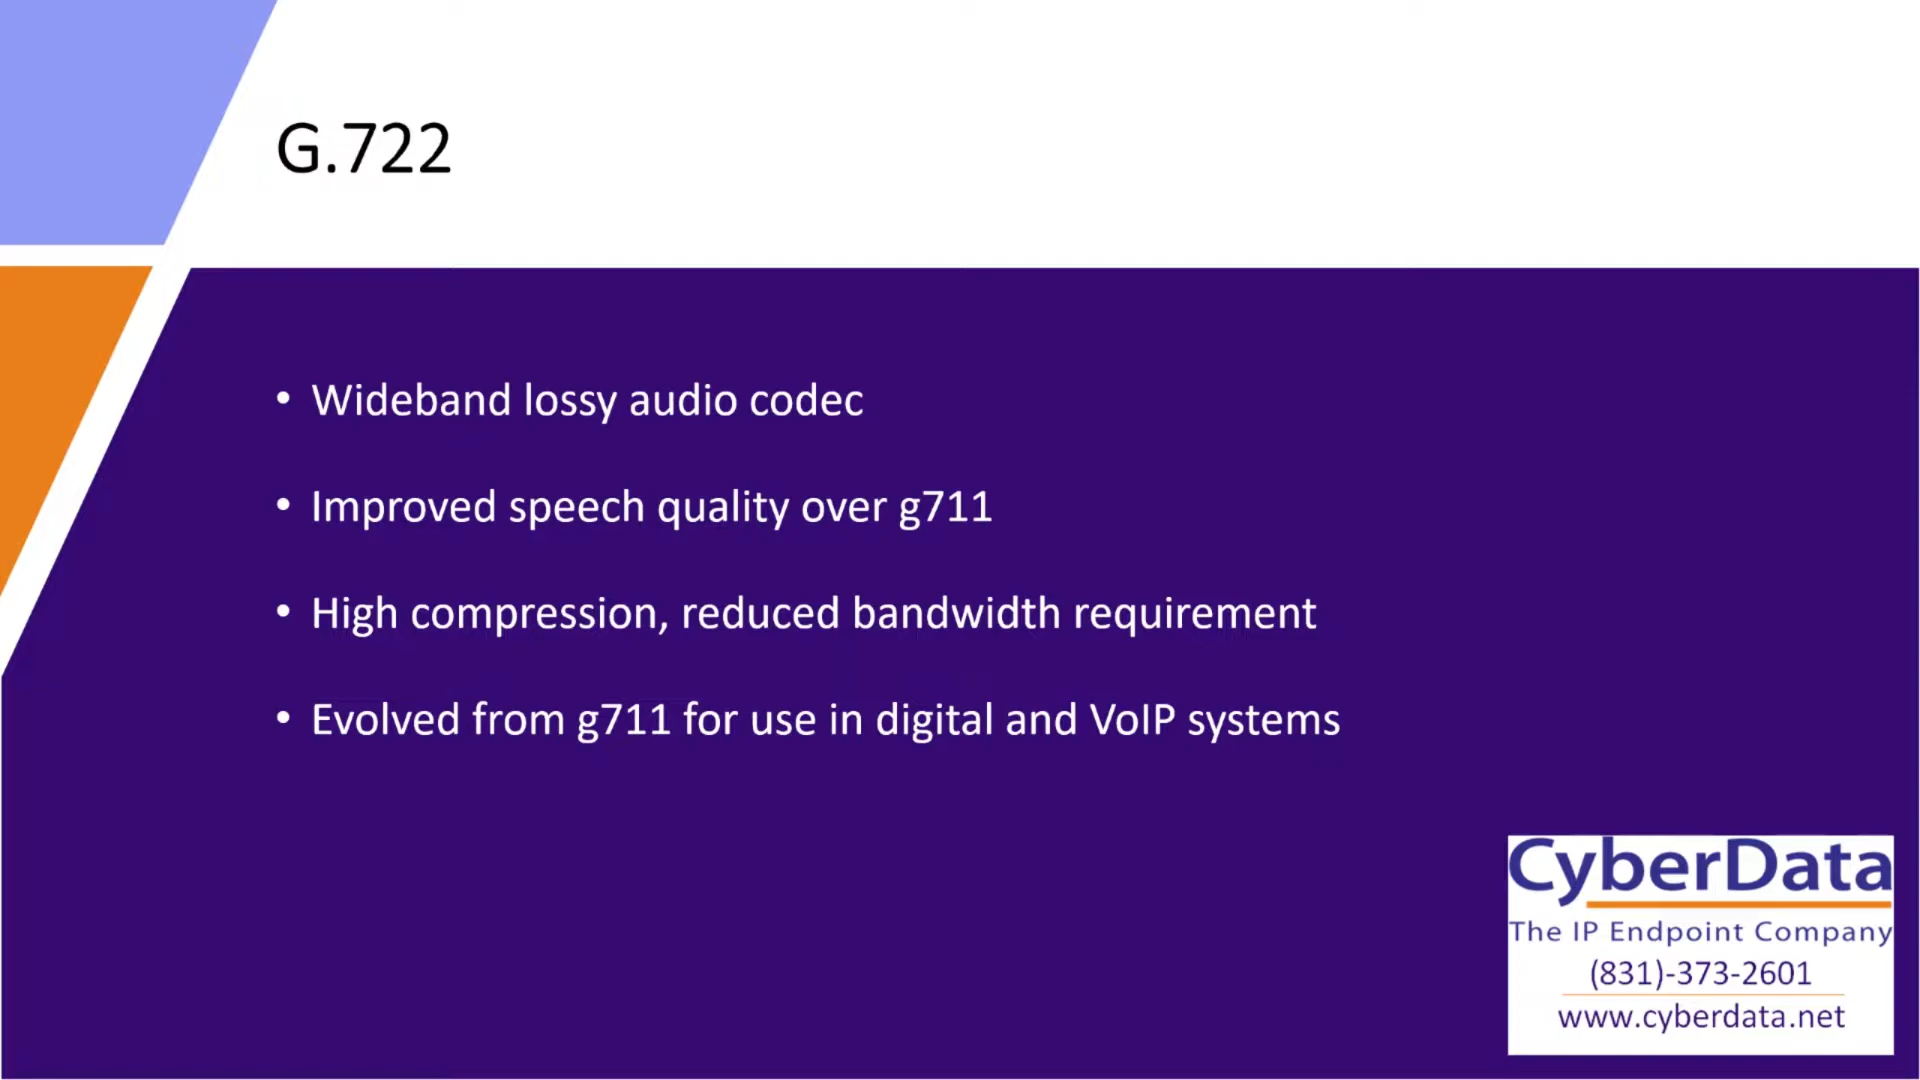 G.722
• Wideband lossy audio codec
• Improved speech quality over g711
• High compression, reduced bandwidth requirement
• Evolved from g711 for use in digital and VoIP systems
CyberData
The IP Endpoint Company
(831)-373-2601
www.cyberdata.net